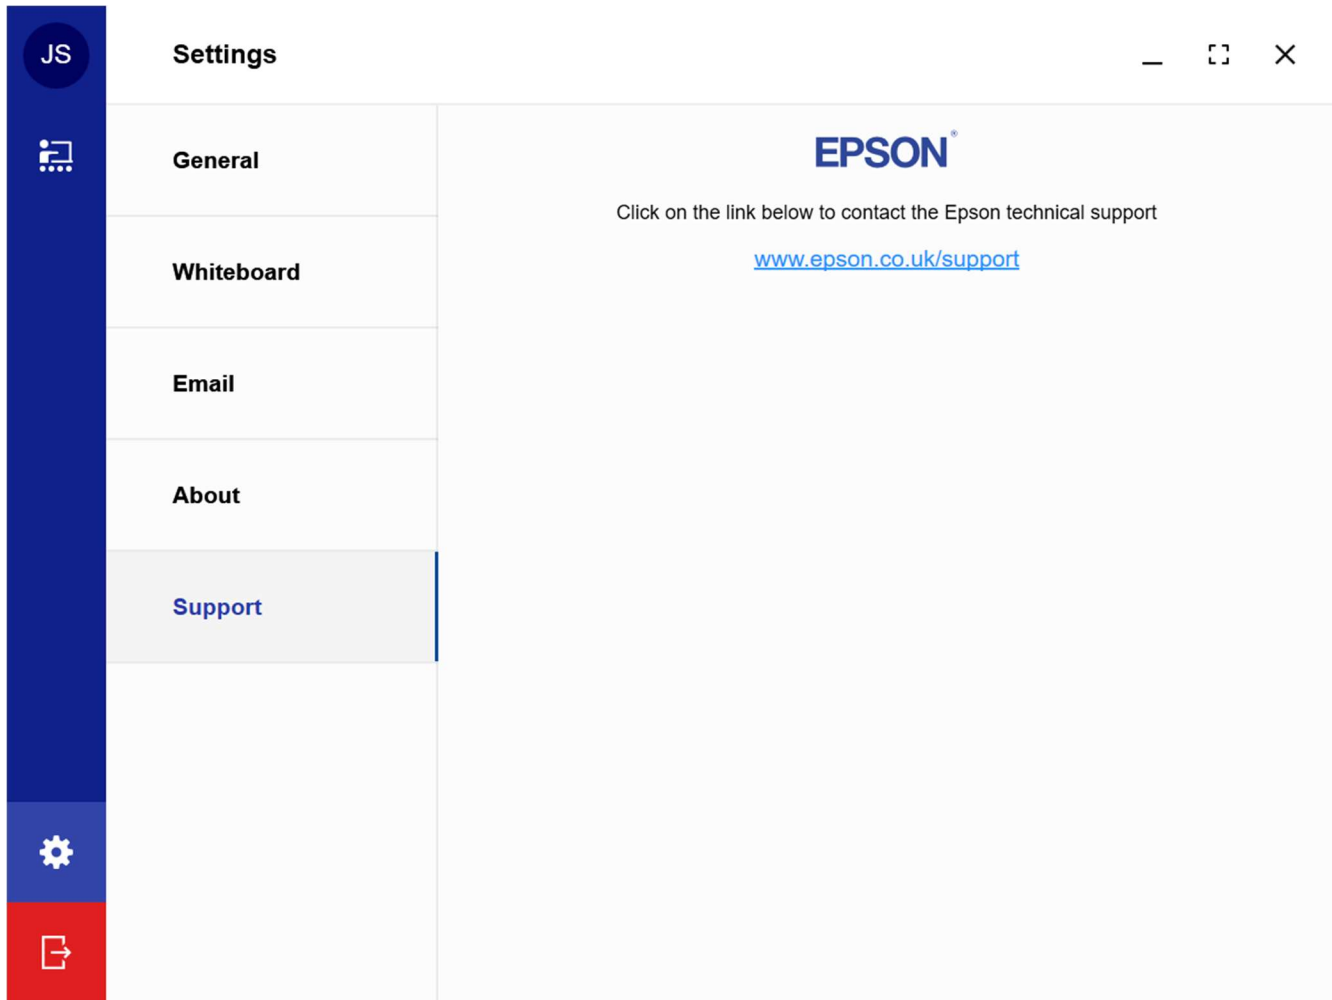 JS
Settings
General
Whiteboard
Email
About
Support
EPSON®
Click on the link below to contact the Epson technical support
www.epson.co.uk/support